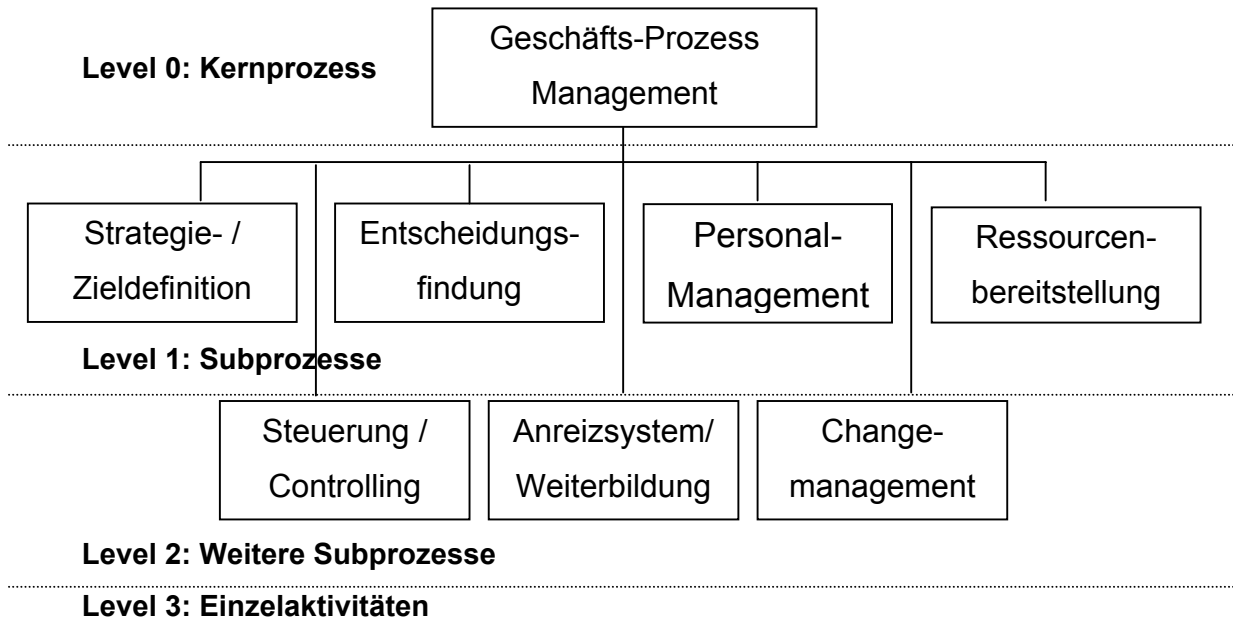 Geschäfts-Prozess
Management
Level 0: Kernprozess
Strategie- /
Zieldefinition
Entscheidungs-
findung
Personal-
Management
Ressourcen-
bereitstellung
Level 1: Subprozesse
Steuerung /
Controlling
Anreizsystem/
Weiterbildung
Change-
management
Level 2: Weitere Subprozesse
Level 3: Einzelaktivitäten